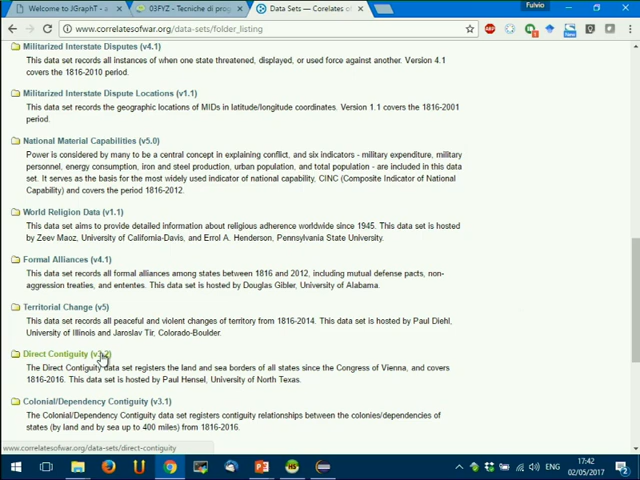 Welcome to JGraphT - a
03FYZ - Tecniche di prog
Data Sets — Correlates of
Fulvio
www.correlatesofwar.org/data-sets/folder_listing
Militarized Interstate Disputes (v4.1)
This data set records all instances of when one state threatened, displayed, or used force against another. Version 4.1
covers the 1816-2010 period.
Militarized Interstate Dispute Locations (v1.1)
This data set records the geographic locations of MIDs in latitude/longitude coordinates. Version 1.1 covers the 1816-2001
period.
National Material Capabilities (v5.0)
Power is considered by many to be a central concept in explaining conflict, and six indicators - military expenditure, military
personnel, energy consumption, iron and steel production, urban population, and total population - are included in this data
set. It serves as the basis for the most widely used indicator of national capability, CINC (Composite Indicator of National
Capability) and covers the period 1816-2012.
World Religion Data (v1.1)
This data set aims to provide detailed information about religious adherence worldwide since 1945. This data set is hosted
by Zeev Maoz, University of California-Davis, and Errol A. Henderson, Pennsylvania State University.
Formal Alliances (v4.1)
This data set records all formal alliances among states between 1816 and 2012, including mutual defense pacts, non-
aggression treaties, and ententes. This data set is hosted by Douglas Gibler, University of Alabama.
Territorial Change (v5)
This data set records all peaceful and violent changes of territory from 1816-2014. This data set is hosted by Paul Diehl,
University of Illinois and Jaroslav Tir, Colorado-Boulder.
Direct Contiguity (v3.2)
The Direct Contiguity data set registers the land and sea borders of all states since the Congress of Vienna, and covers
1816-2016. This data set is hosted by Paul Hensel, University of North Texas.
Colonial/Dependency Contiguity (v3.1)
The Colonial/Dependency Contiguity data set registers contiguity relationships between the colonies/dependencies of
states (by land and by sea up to 400 miles) from 1816-2016.
www.correlatesofwar.org/data-sets/direct-contiguity
17:42
02/05/2017